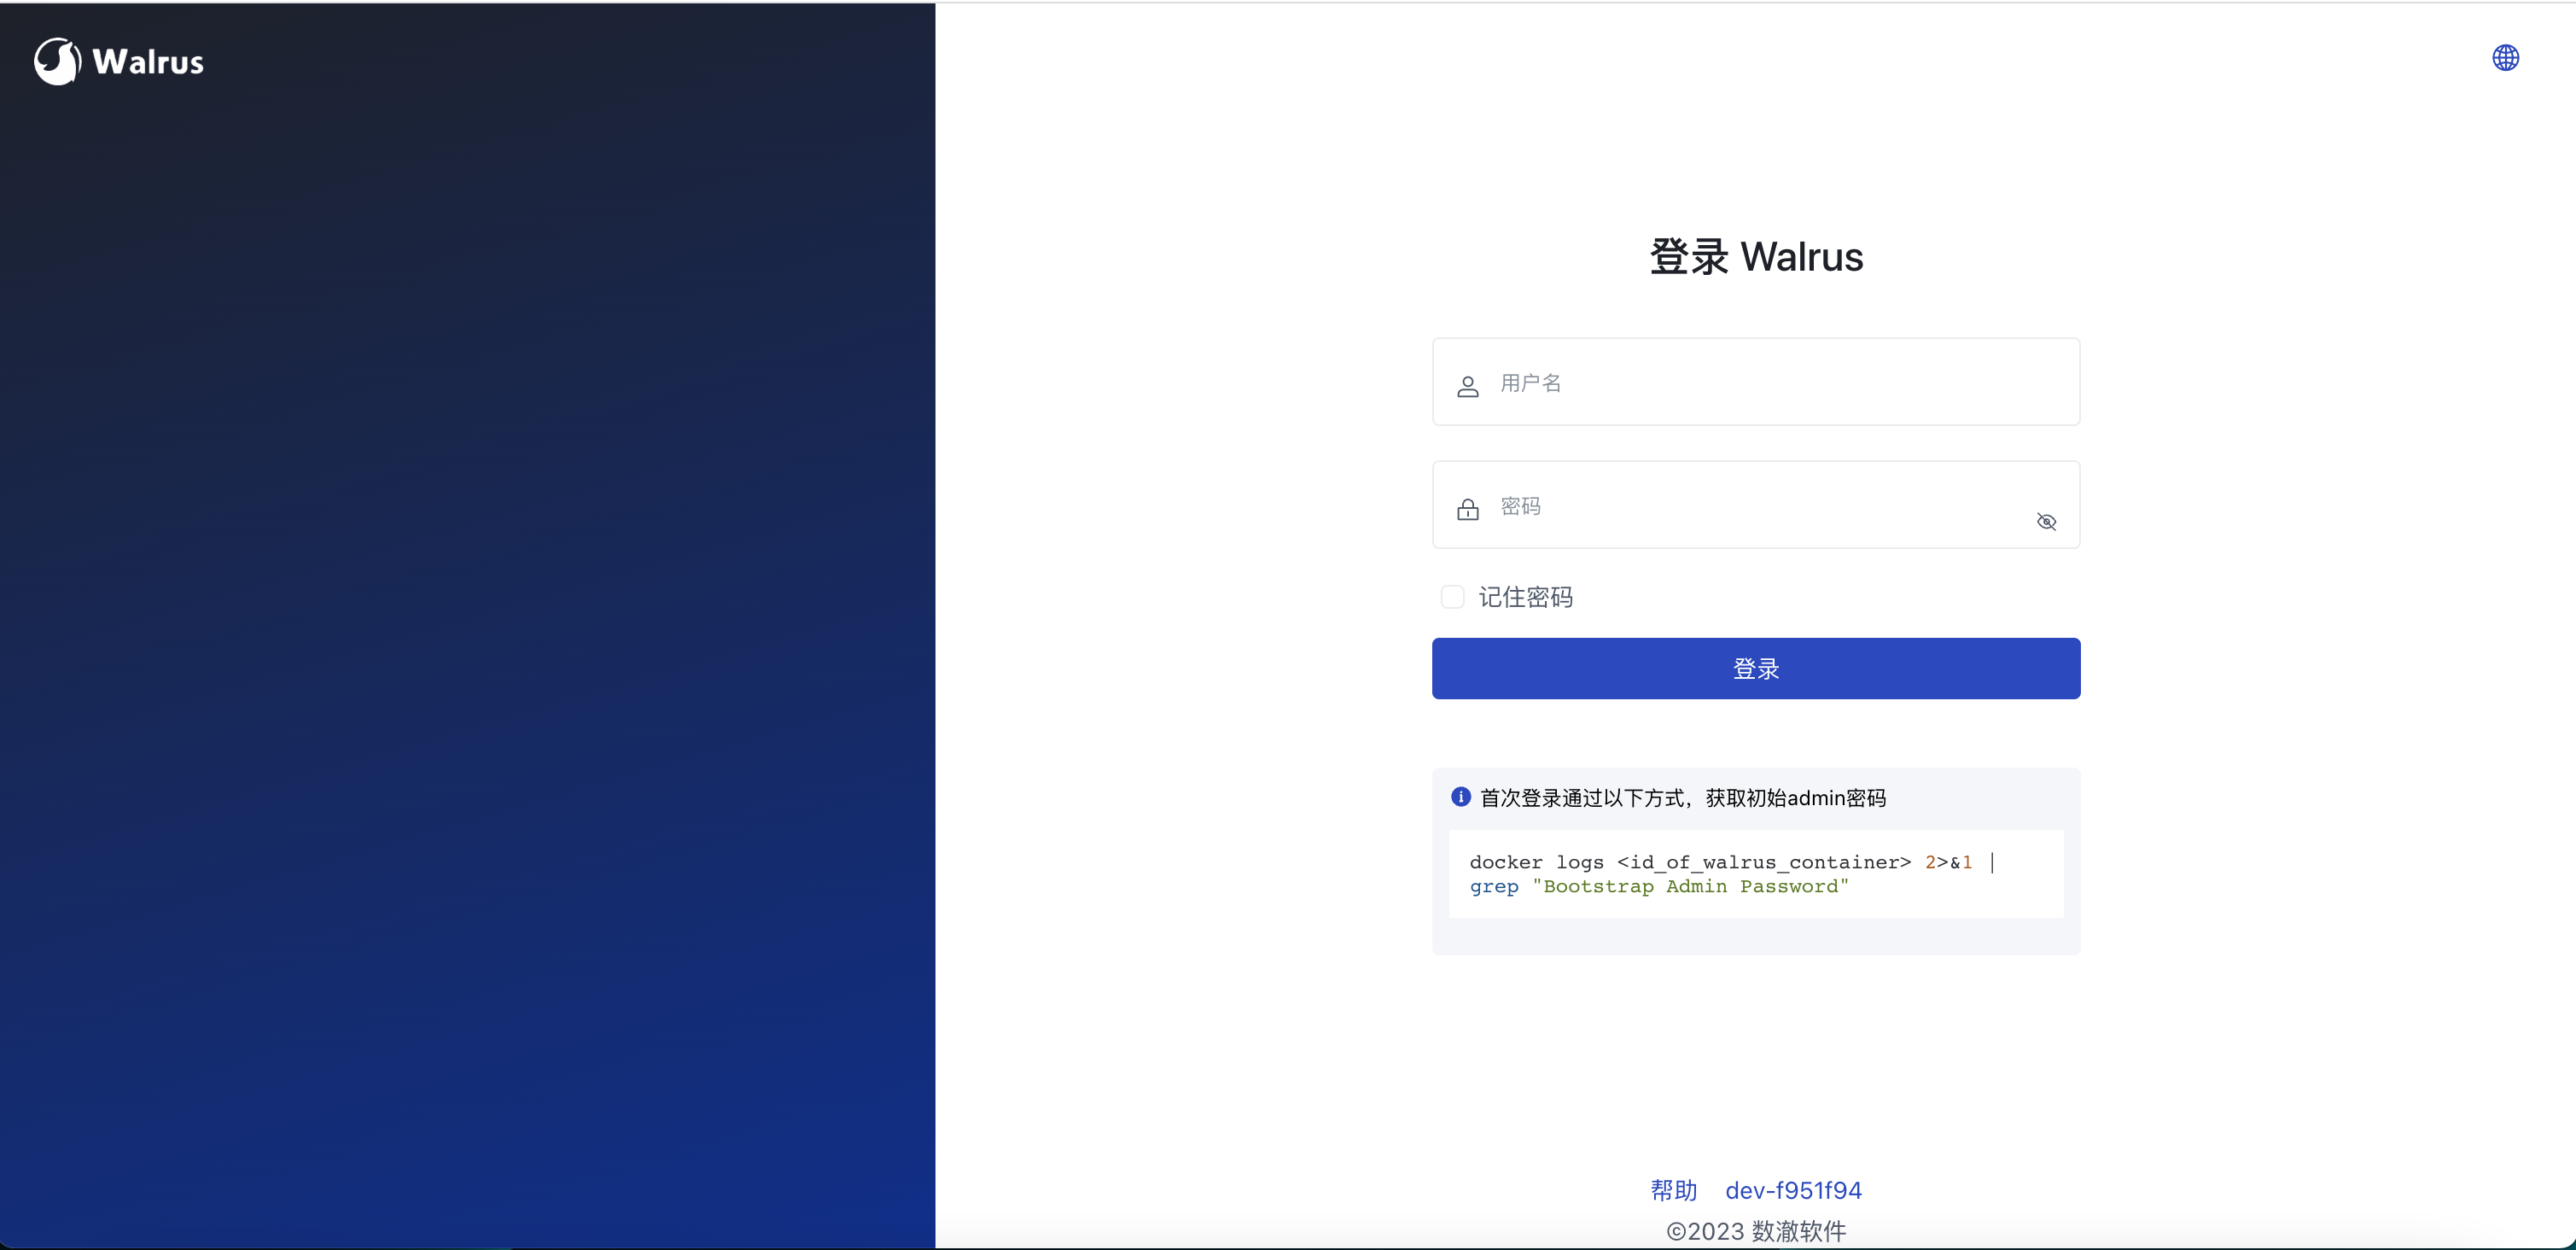 Walrus
登录 Walrus
用户名
密码
记住密码
登录
首次登录通过以下方式，获取初始admin密码
docker logs <id_of_walrus_container> 2>&1 |
grep "Bootstrap Admin Password"
帮助 dev-f951f94
©2023 数澈软件